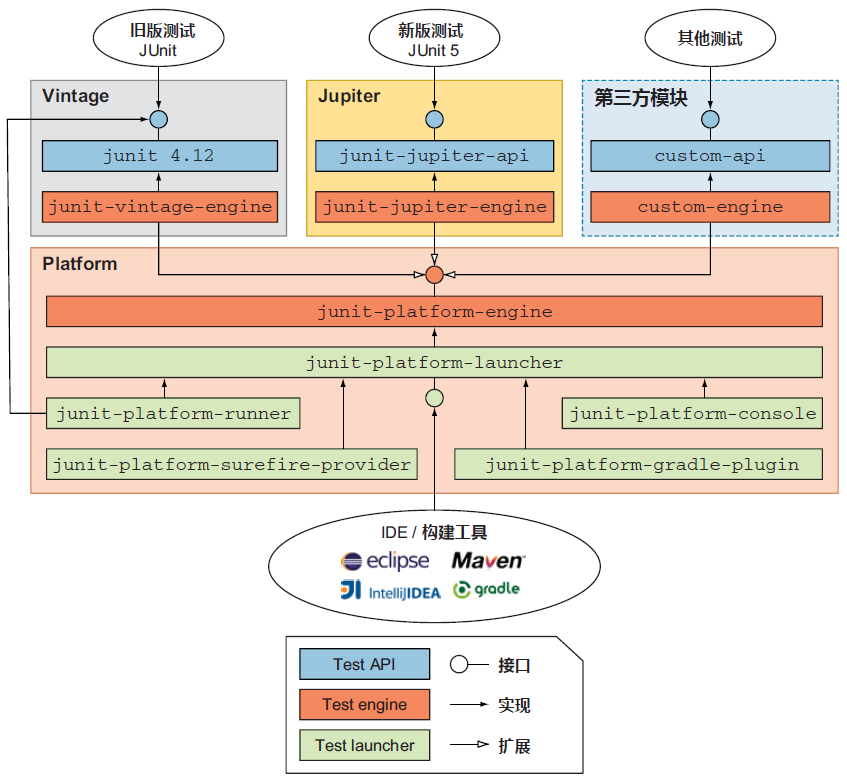 旧版测试
JUnit
新版测试
JUnit 5
其他测试
Vintage
Jupiter
第三方模块
junit 4.12
junit-jupiter-api
custom-api
junit-vintage-engine
junit-jupiter-engine
custom-engine
Platform
junit-platform-engine
junit-platform-launcher
junit-platform-runner
junit-platform-console
junit-platform-surefire-provider
junit-platform-gradle-plugin
IDE / 构建工具
eclipse
Maven™
IntelliJIDEA
gradle
Test API
接口
Test engine
实现
Test launcher
扩展